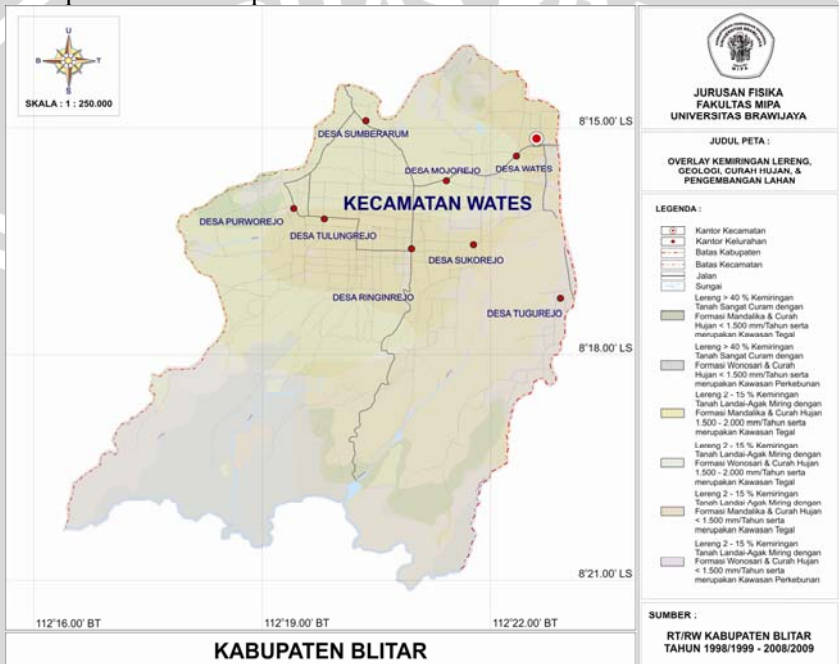 U
B T
S
SKALA : 1 : 250.000
DESA SUMBERARUM
DESA MOJOREJO
DESA WATES
KECAMATAN WATES
DESA PURWOREJO
DESA TULUNGREJO
DESA SUKOREJO
DESA RINGINREJO
DESA TUGUREJO
8°15.00' LS
8°18.00' LS
8°21.00' LS
112°16.00' BT
112°19.00' BT
112°22.00' BT
KABUPATEN BLITAR
UNIVERSITAS BRAWIJAYA
MIPA
JURUSAN FISIKA
FAKULTAS MIPA
UNIVERSITAS BRAWIJAYA
JUDUL PETA :
OVERLAY KEMIRINGAN LERENG,
GEOLOGI, CURAH HUJAN, &
PENGEMBANGAN LAHAN
LEGENDA :
Kantor Kecamatan
Kantor Kelurahan
Batas Kabupaten
Batas Kecamatan
Jalan
Sungai
Lereng > 40 % Kemiringan
Tanah Sangat Curam dengan
Formasi Mandalika & Curah
Hujan < 1.500 mm/Tahun serta
merupakan Kawasan Tegal
Lereng > 40 % Kemiringan
Tanah Sangat Curam dengan
Formasi Wonosari & Curah
Hujan < 1.500 mm/Tahun serta
merupakan Kawasan Perkebunan
Lereng 2 - 15 % Kemiringan
Tanah Landai-Agak Miring dengan
Formasi Mandalika & Curah Hujan
1.500 - 2.000 mm/Tahun serta
merupakan Kawasan Tegal
Lereng 2 - 15 % Kemiringan
Tanah Landai-Agak Miring dengan
Formasi Wonosari & Curah Hujan
1.500 - 2.000 mm/Tahun serta
merupakan Kawasan Tegal
Lereng 2 - 15 % Kemiringan
Tanah Landai-Agak Miring dengan
Formasi Mandalika & Curah Hujan
< 1.500 mm/Tahun serta
merupakan Kawasan Tegal
Lereng 2 - 15 % Kemiringan
Tanah Landai-Agak Miring dengan
Formasi Wonosari & Curah Hujan
< 1.500 mm/Tahun serta
merupakan Kawasan Perkebunan
SUMBER :
RT/RW KABUPATEN BLITAR
TAHUN 1998/1999 - 2008/2009